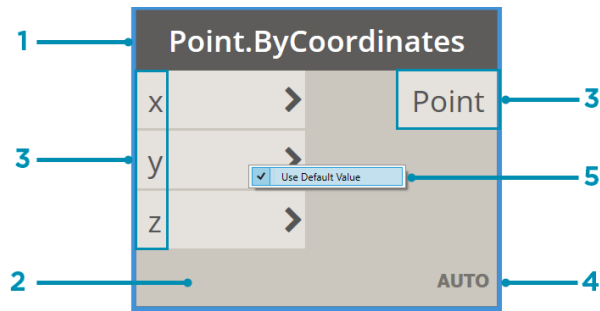 1 Point.ByCoordinates
x Point 3
3 y
Use Default Value 5
z
2 AUTO 4